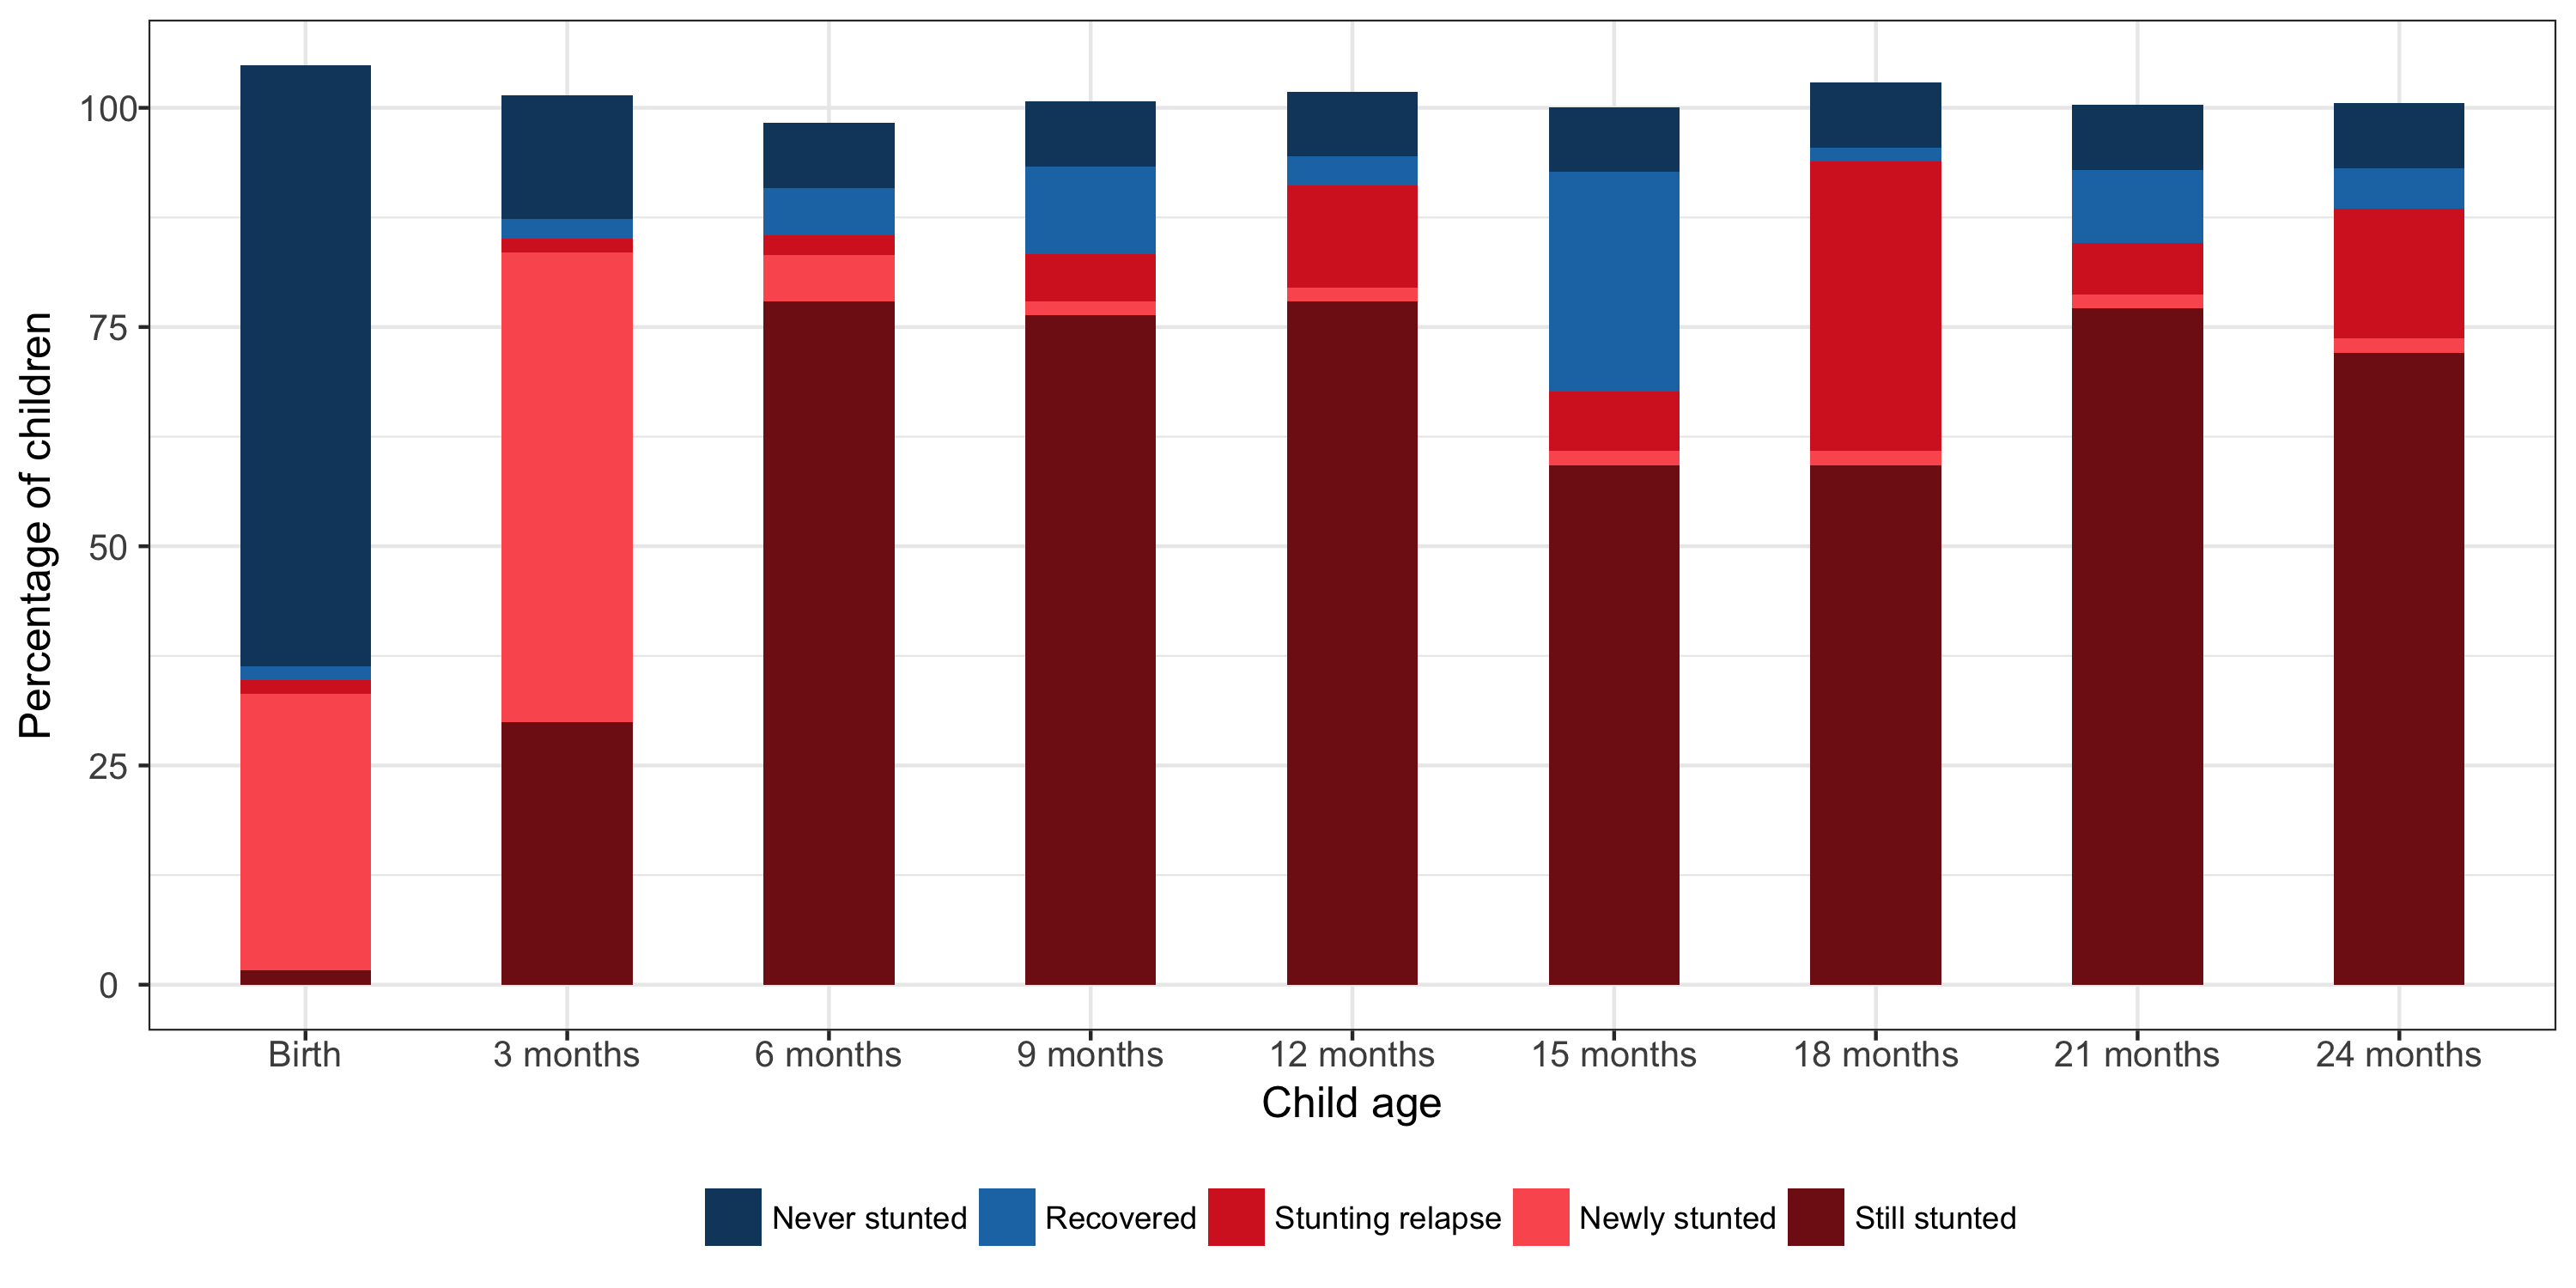 Percentage of children
100
75
50
25
0
Birth 3 months 6 months 9 months 12 months 15 months 18 months 21 months 24 months
Child age
Never stunted Recovered Stunting relapse Newly stunted Still stunted